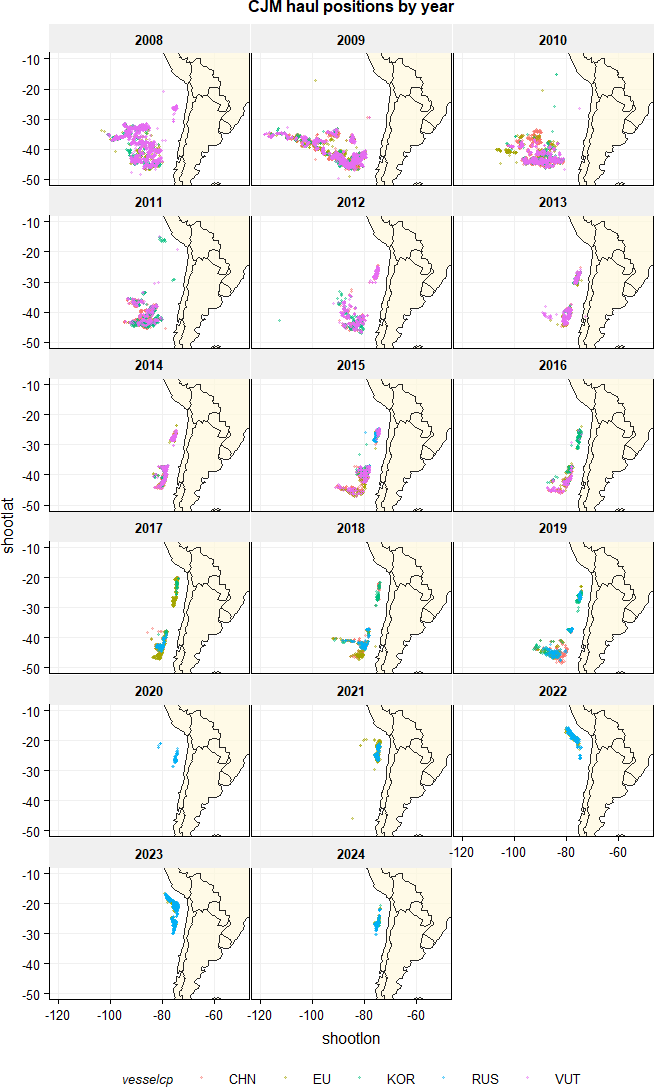 CJM haul positions by year
2008 2009 2010
-10
-20
-30
-40
-50
2011 2012 2013
-10
-20
-30
-40
-50
2014 2015 2016
-10
-20
-30
-40
-50
shootlat
2017 2018 2019
-10
-20
-30
-40
-50
2020 2021 2022
-10
-20
-30
-40
-50
-120 -100 -80 -60
2023 2024
-10
-20
-30
-40
-50
-120 -100 -80 -60 -120 -100 -80 -60
shootlon
vesselcp CHN EU KOR RUS VUT